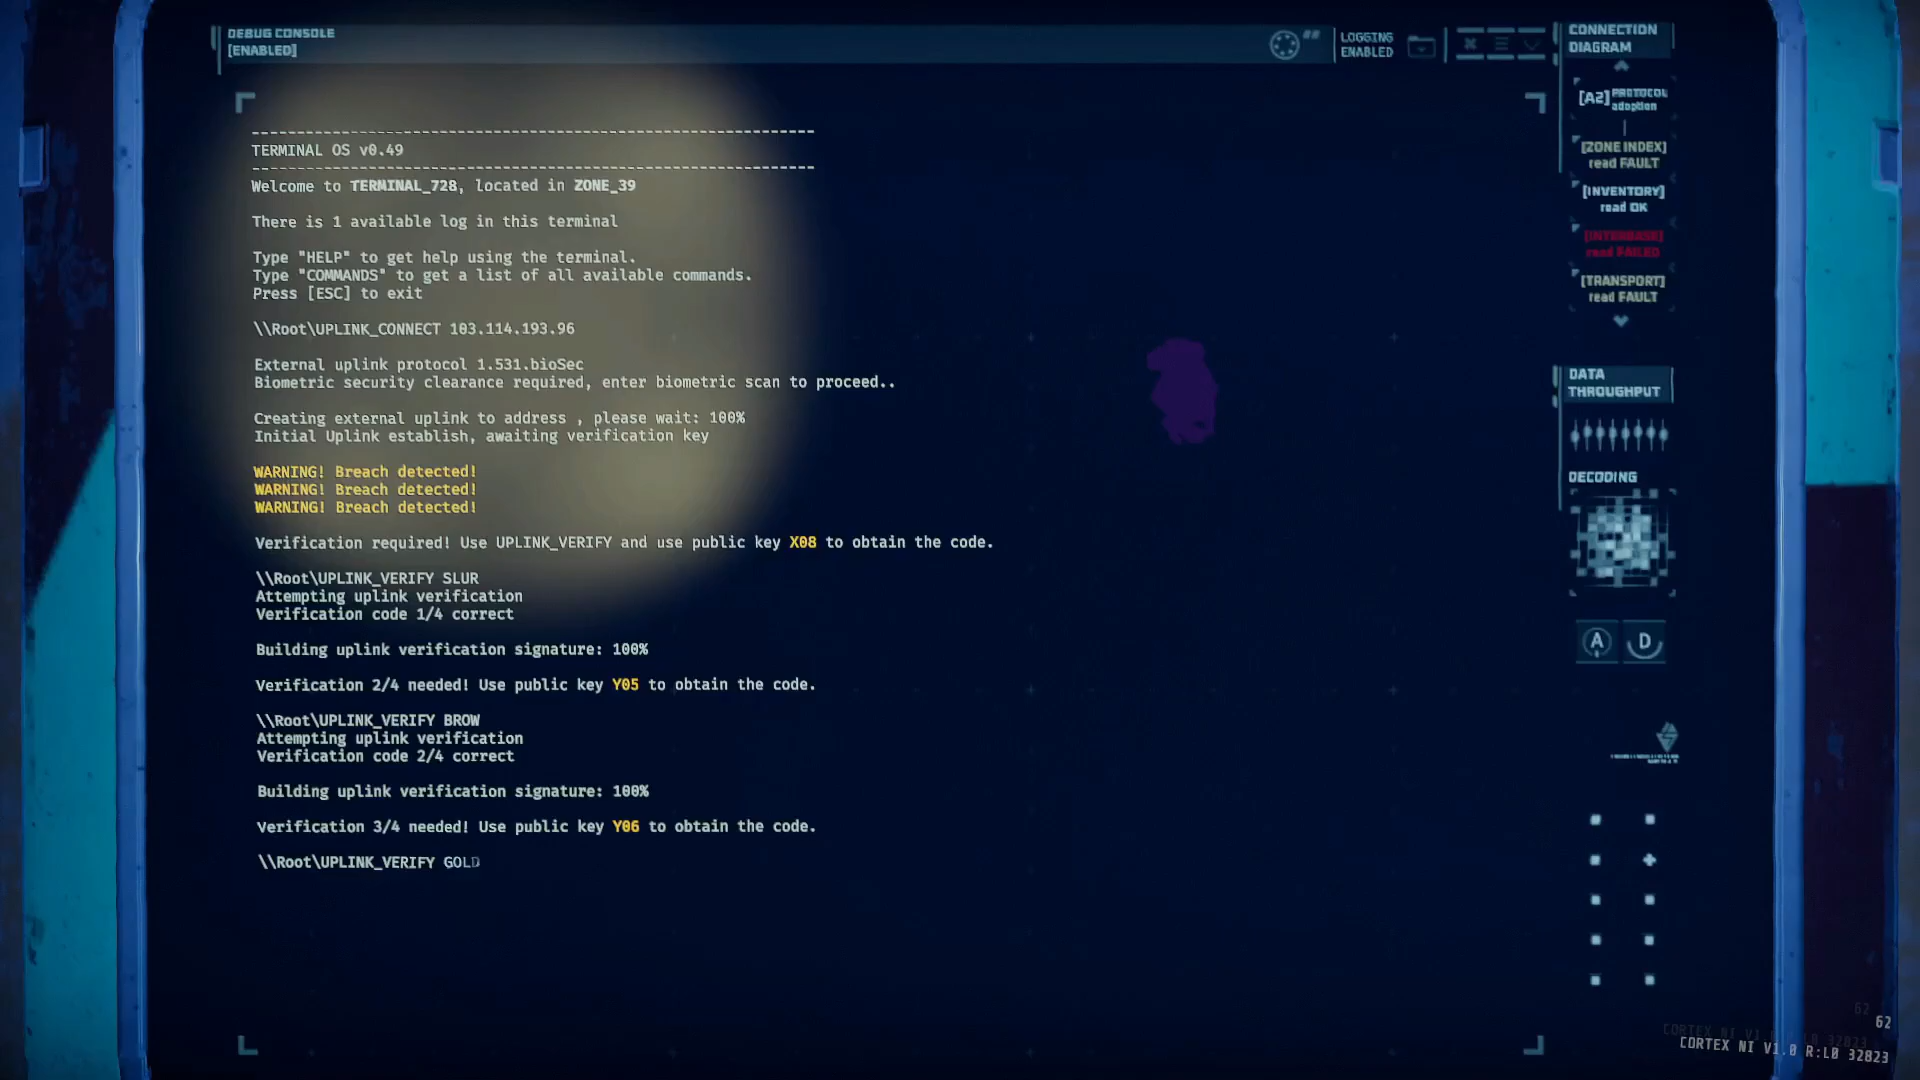 DEBUG CONSOLE
[ENABLED]
LOGGING
ENABLED
--------------------------------------------------------------
TERMINAL OS v0.49
--------------------------------------------------------------
Welcome to TERMINAL_728, located in ZONE_39
There is 1 available log in this terminal
Type "HELP" to get help using the terminal.
Type "COMMANDS" to get a list of all available commands.
Press [ESC] to exit
\\Root\UPLINK_CONNECT 103.114.193.96
External uplink protocol 1.531.bioSec
Biometric security clearance required, enter biometric scan to proceed..
Creating external uplink to address , please wait: 100%
Initial Uplink establish, awaiting verification key
WARNING! Breach detected!
WARNING! Breach detected!
WARNING! Breach detected!
Verification required! Use UPLINK_VERIFY and use public key X08 to obtain the code.
\\Root\UPLINK_VERIFY SLUR
Attempting uplink verification
Verification code 1/4 correct
Building uplink verification signature: 100%
Verification 2/4 needed! Use public key Y05 to obtain the code.
\\Root\UPLINK_VERIFY BROW
Attempting uplink verification
Verification code 2/4 correct
Building uplink verification signature: 100%
Verification 3/4 needed! Use public key Y06 to obtain the code.
\\Root\UPLINK_VERIFY GOLD
CONNECTION
DIAGRAM
[A2] PROTOCOL
adoption
[ZONE INDEX]
read FAULT
[INVENTORY]
read OK
[INTERBASE]
read FAILED
[TRANSPORT]
read FAULT
DATA
THROUGHPUT
DECODING
A D
62
62
CORTEX NI V1.0 R:L0 32823